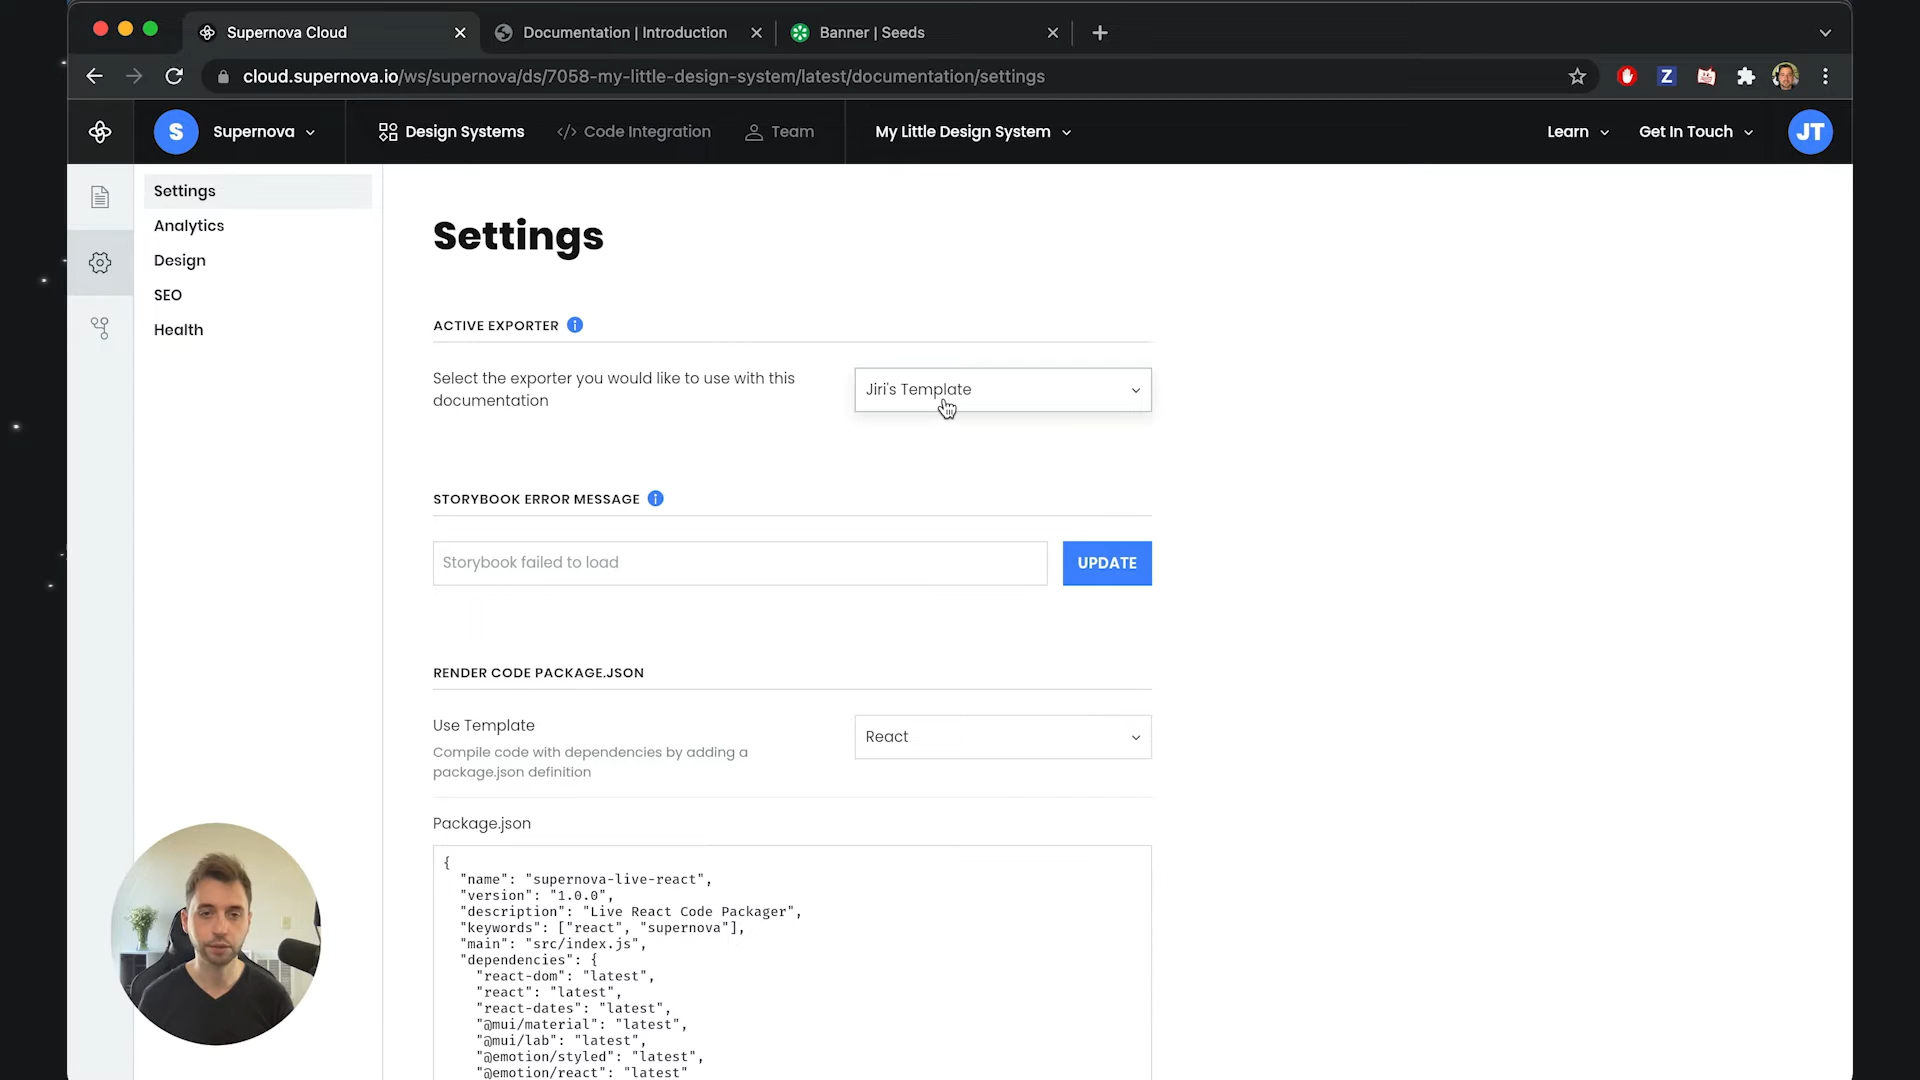 Supernova Cloud
Documentation | Introduction
Banner | Seeds
cloud.supernova.io/ws/supernova/ds/7058-my-little-design-system/latest/documentation/settings
Z
S
Supernova
Design Systems
</> Code Integration
Team
My Little Design System
Learn
Get In Touch
JT
Settings
Analytics
Design
SEO
Health
Settings
ACTIVE EXPORTER
Select the exporter you would like to use with this
documentation
Jiri's Template
STORYBOOK ERROR MESSAGE
Storybook failed to load
UPDATE
RENDER CODE PACKAGE.JSON
Use Template
Compile code with dependencies by adding a
package.json definition
React
Package.json
{
"name": "supernova-live-react",
"version": "1.0.0",
"description": "Live React Code Packager",
"keywords": ["react", "supernova"],
"main": "src/index.js",
"dependencies": {
"react-dom": "latest",
"react": "latest",
"react-dates": "latest",
"@mui/material": "latest",
"@mui/lab": "latest",
"@emotion/styled": "latest",
"@emotion/react": "latest"